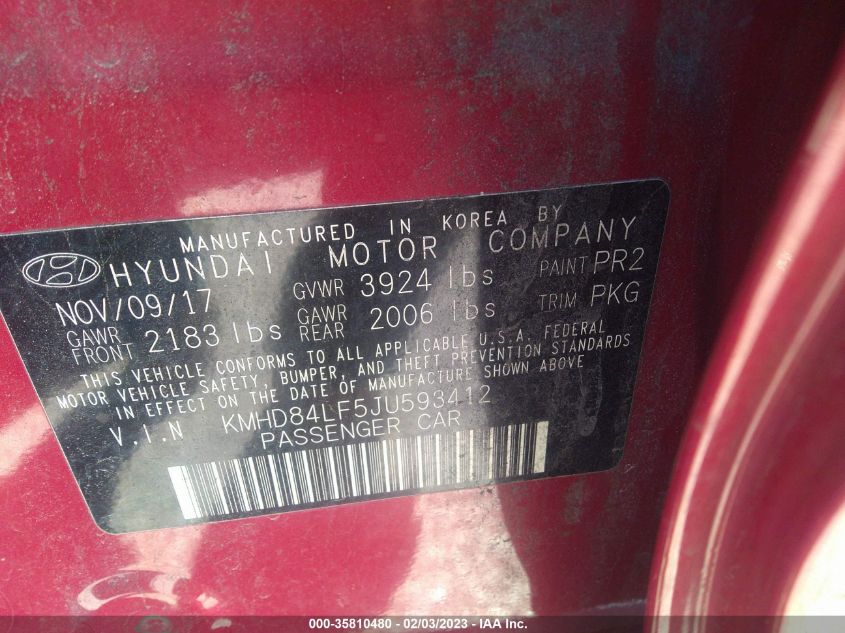 MANUFACTURED IN KOREA BY
HYUNDAI MOTOR COMPANY
NOV/09/17 GVWR 3924 lbs PAINT PR2
GAWR FRONT 2183 lbs GAWR REAR 2006 lbs TRIM PKG
THIS VEHICLE CONFORMS TO ALL APPLICABLE U.S.A. FEDERAL
MOTOR VEHICLE SAFETY, BUMPER, AND THEFT PREVENTION STANDARDS
IN EFFECT ON THE DATE OF MANUFACTURE SHOWN ABOVE
V.I.N KMHD84LF5JU593412
PASSENGER CAR
000-35810480 - 02/03/2023 - © IAA Inc.